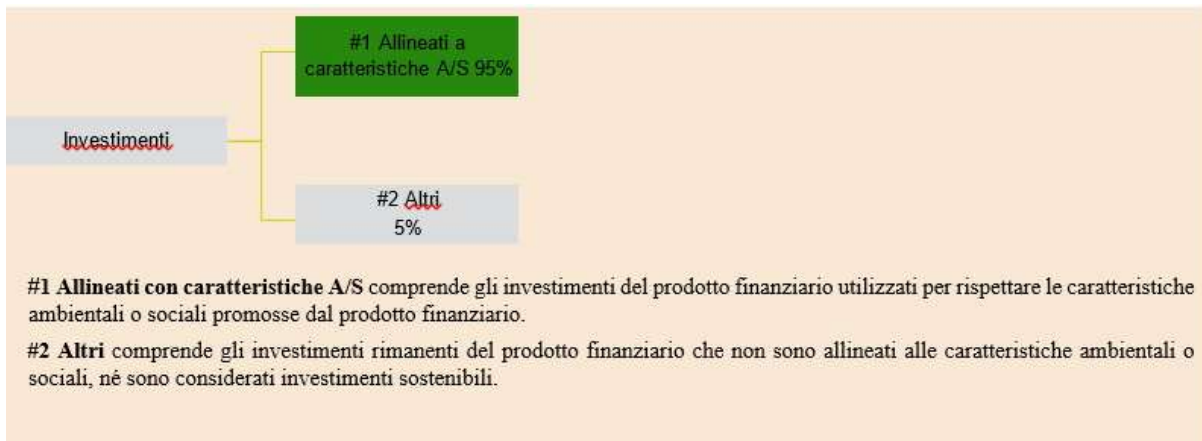 #1 Allineati a
caratteristiche A/S 95%
Investimenti
#2 Altri
5%
#1 Allineati con caratteristiche A/S comprende gli investimenti del prodotto finanziario utilizzati per rispettare le caratteristiche
ambientali o sociali promosse dal prodotto finanziario.
#2 Altri comprende gli investimenti rimanenti del prodotto finanziario che non sono allineati alle caratteristiche ambientali o
sociali, né sono considerati investimenti sostenibili.